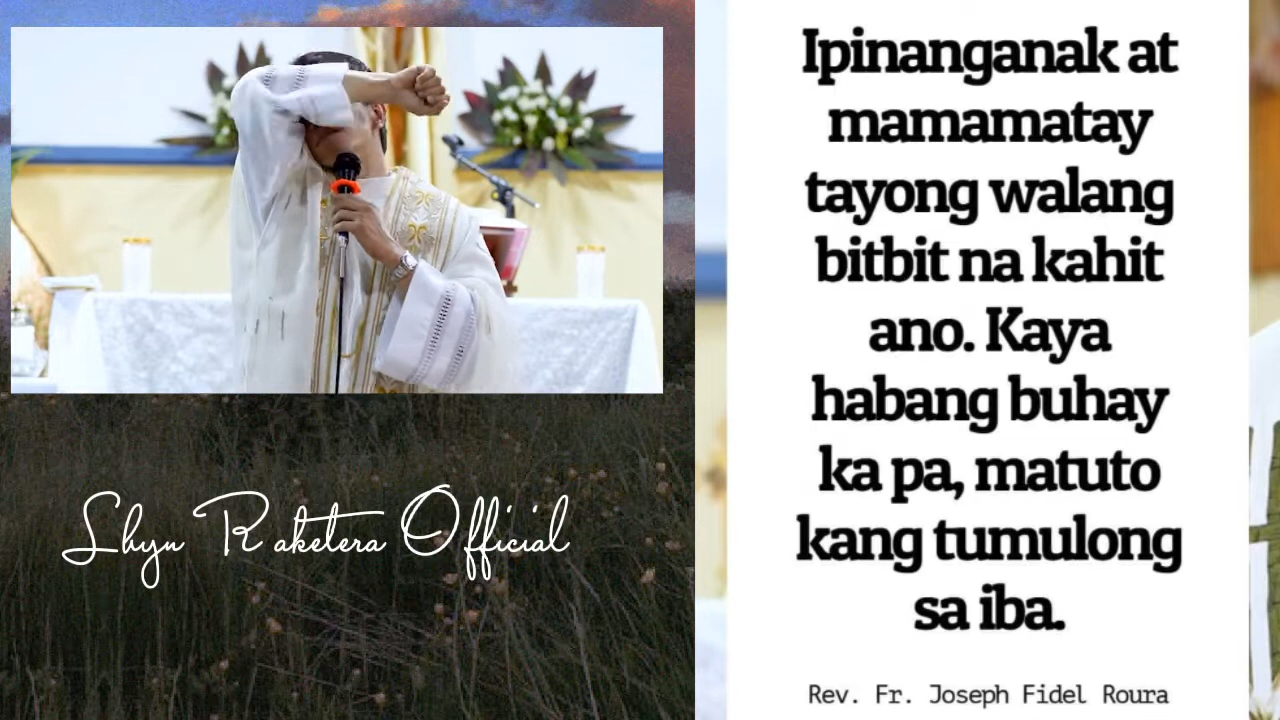 Lhyn Raketera Official
Ipinanganak at
mamamatay
tayong walang
bitbit na kahit
ano. Kaya
habang buhay
ka pa, matuto
kang tumulong
sa iba.
Rev. Fr. Joseph Fidel Roura